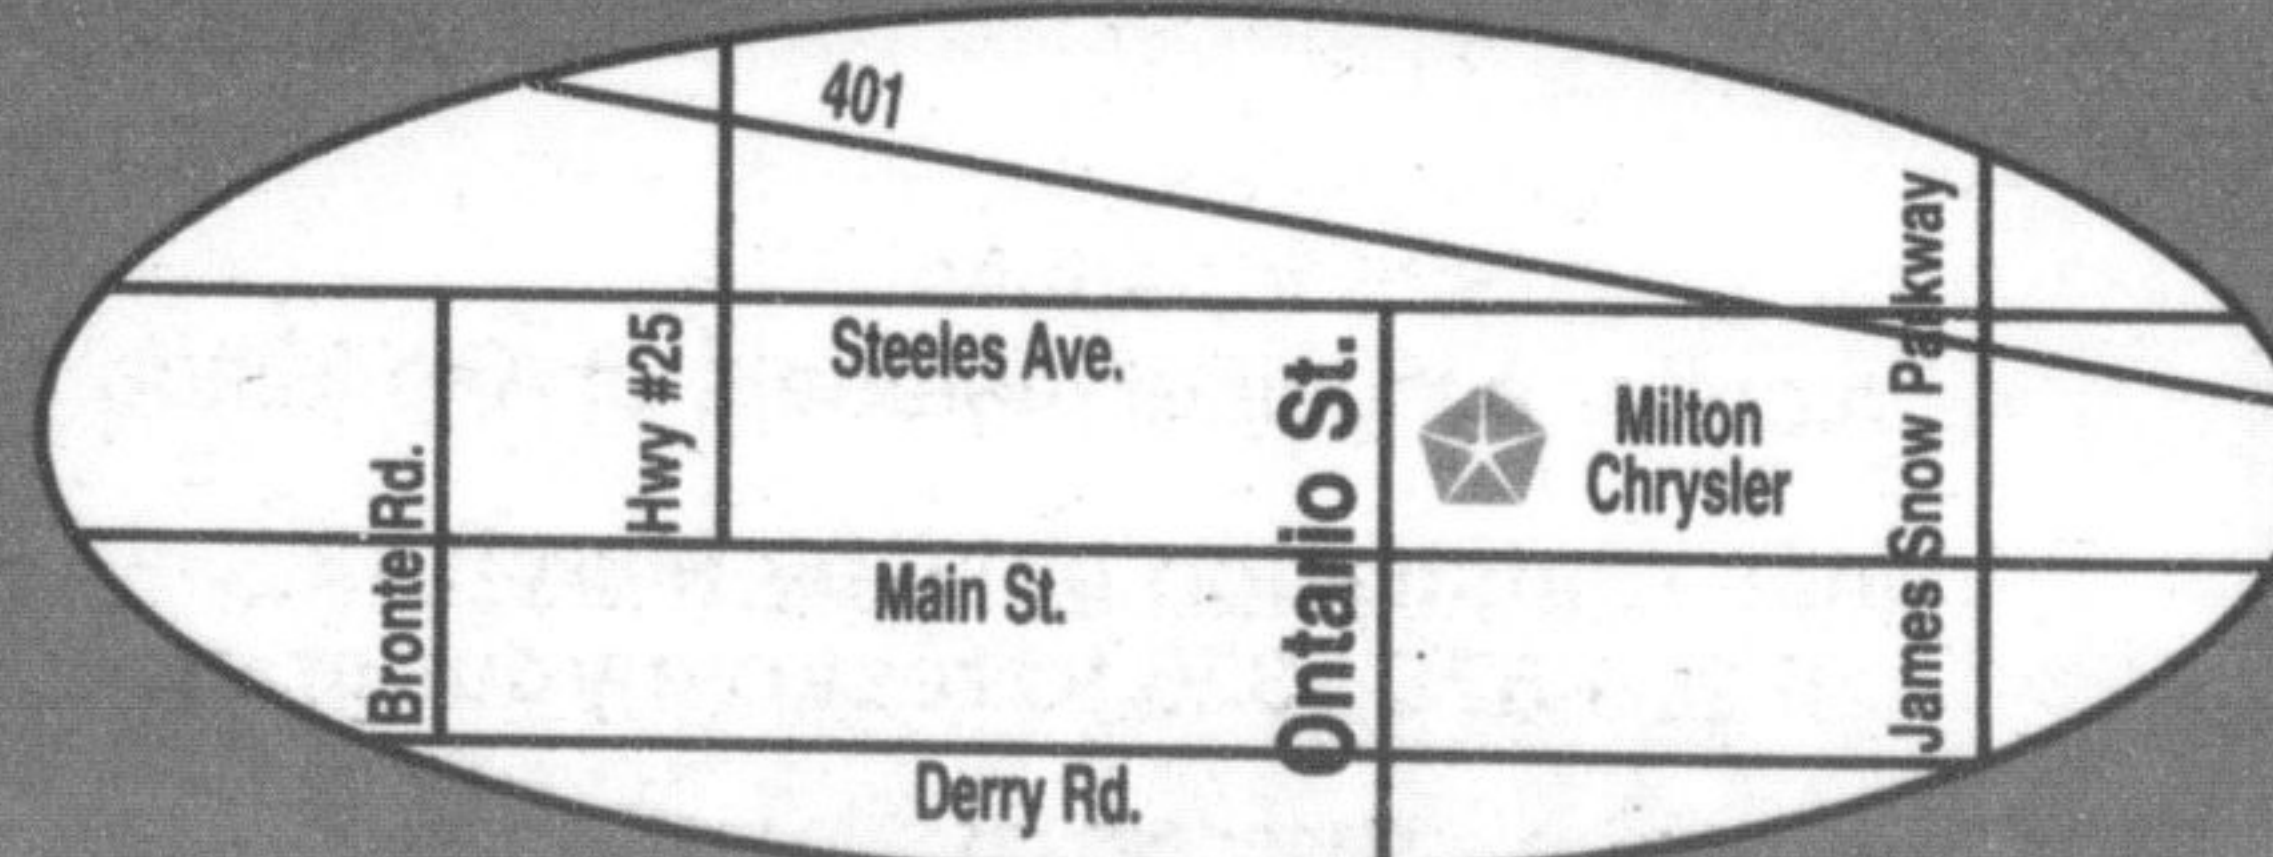 401
Hwy #25
Steeles Ave.
Ontario St.
Milton
Chrysler
James Snow Parkway
Bronte Rd.
Main St.
Derry Rd.